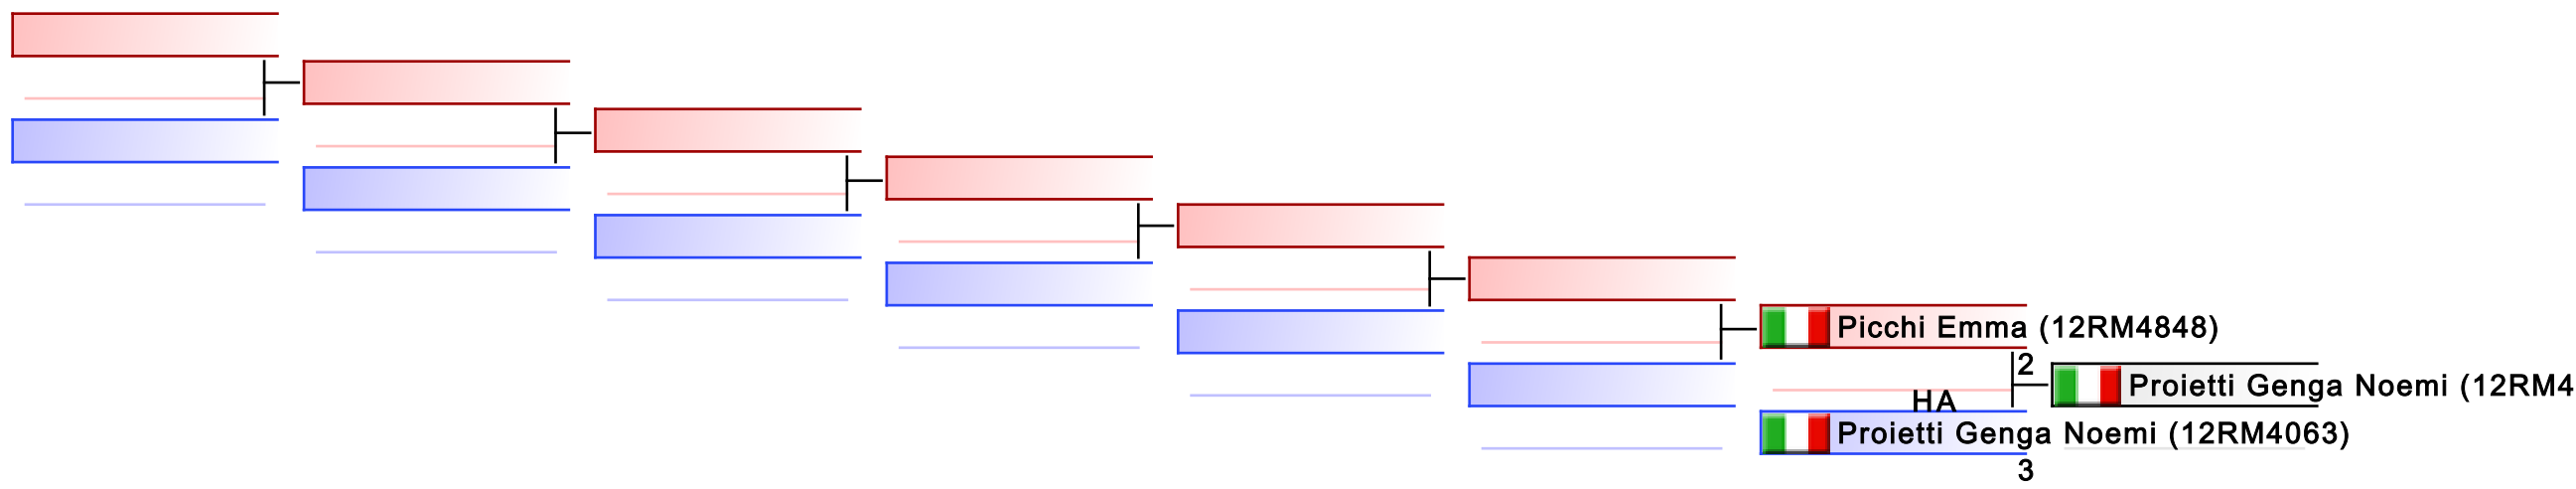 Picchi Emma (12RM4848)
2
Proietti Genga Noemi (12RM4
HA
Proietti Genga Noemi (12RM4063)
3